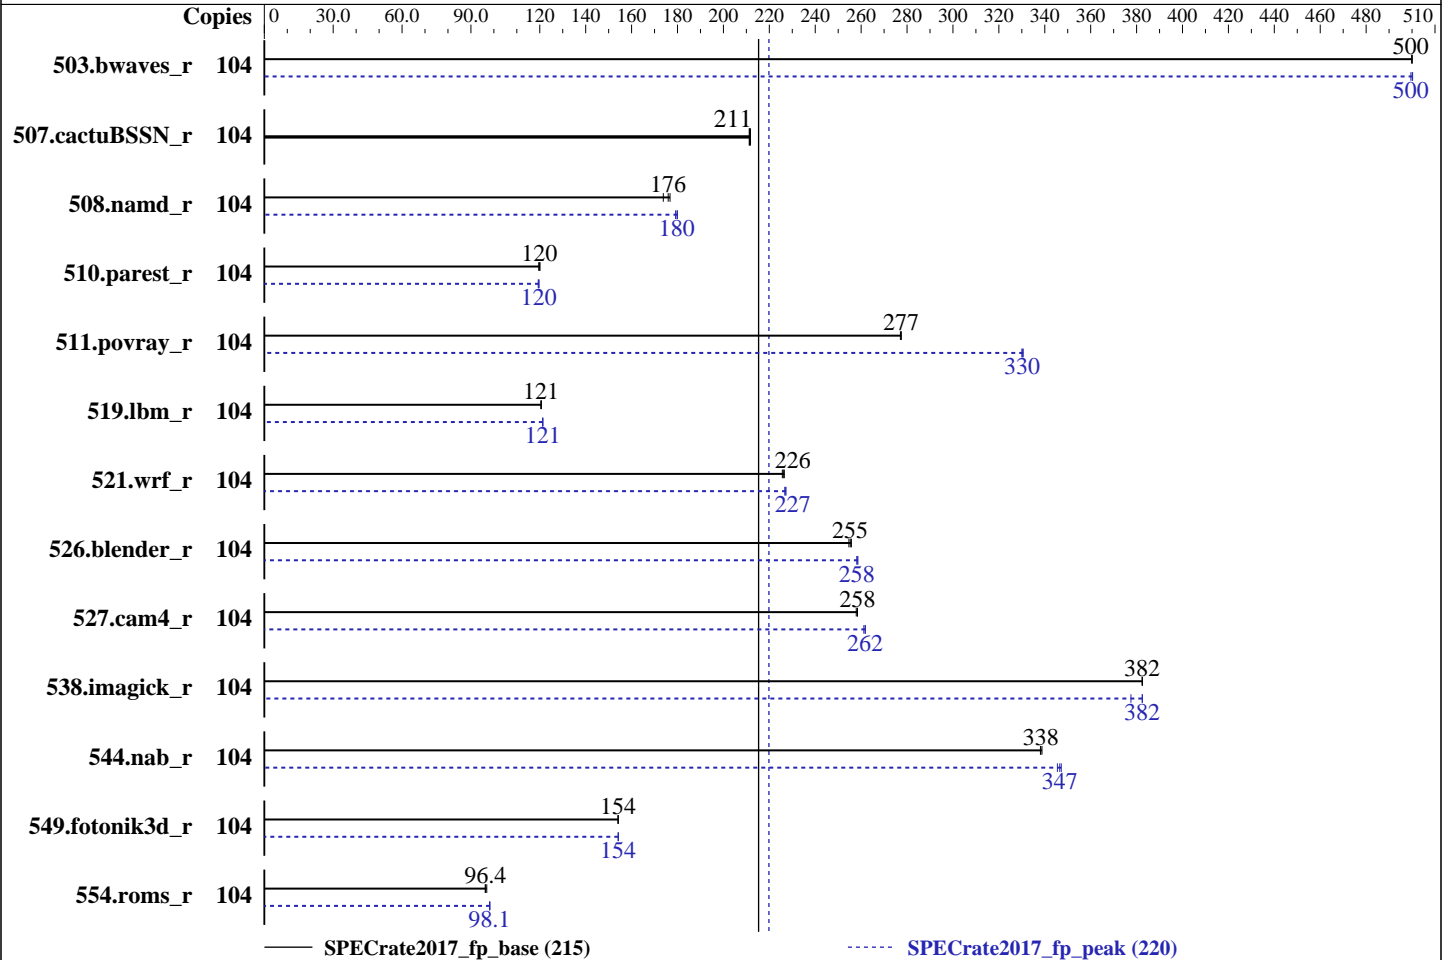 Copies 0 30.0 60.0 90.0 120 140 160 180 200 220 240 260 280 300 320 340 360 380 400 420 440 460 480 510
503.bwaves_r 104 500
500
507.cactuBSSN_r 104 211
508.namd_r 104 176
180
510.parest_r 104 120
120
511.povray_r 104 277
330
519.lbm_r 104 121
121
521.wrf_r 104 226
227
526.blender_r 104 255
258
527.cam4_r 104 258
262
538.imagick_r 104 382
382
544.nab_r 104 338
347
549.fotonik3d_r 104 154
154
554.roms_r 104 96.4
98.1
SPECrate2017_fp_base (215) SPECrate2017_fp_peak (220)